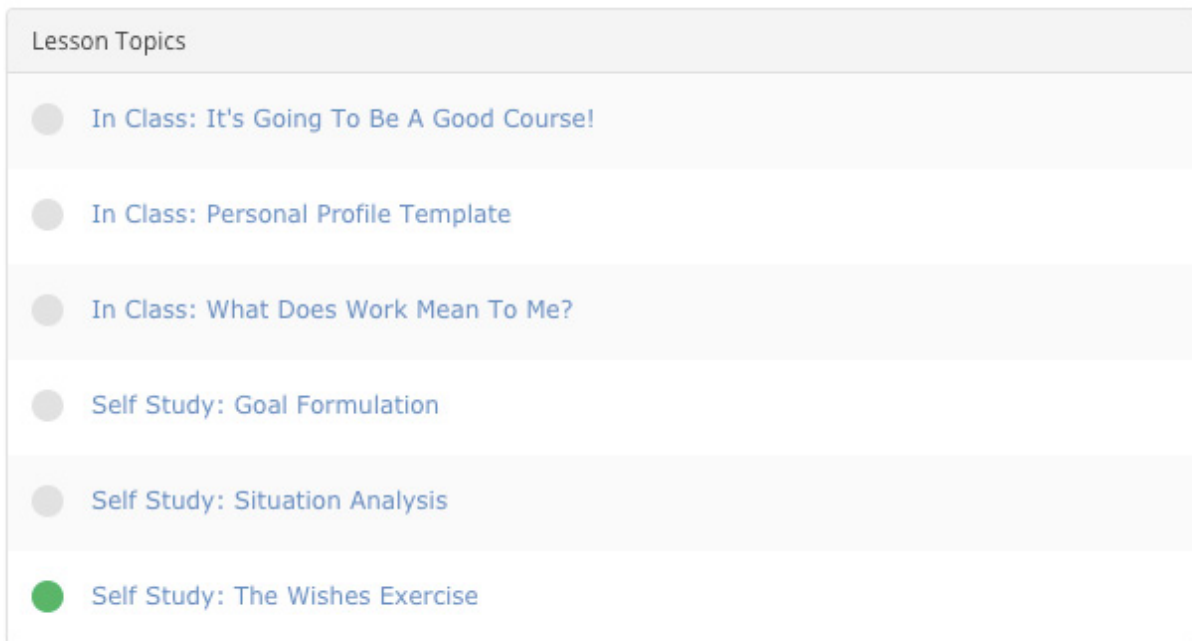 Lesson Topics
In Class: It's Going To Be A Good Course!
In Class: Personal Profile Template
In Class: What Does Work Mean To Me?
Self Study: Goal Formulation
Self Study: Situation Analysis
Self Study: The Wishes Exercise